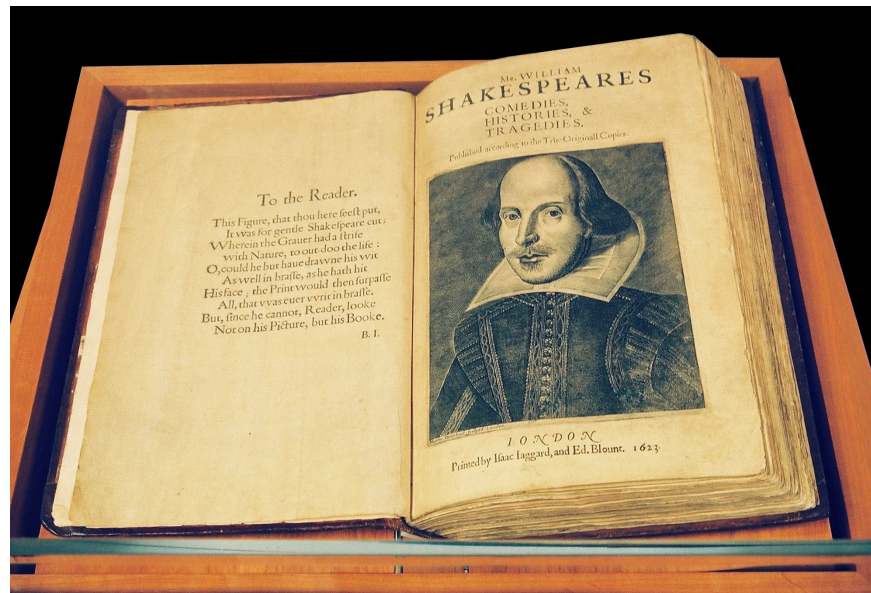 To the Reader.
This Figure, that thou here seeſt put,
It was for gentle Shakeſpeare cut;
Wherein the Grauer had a ſtrife
with Nature, to out-doo the life :
O, could he but haue dravvne his wit
As well in braſſe, as he hath hit
His face ; the Print would then ſurpaſſe
All, that vvas euer vvrit in braſſe.
But, ſince he cannot, Reader, looke
Not on his Picture, but his Booke.
B. I.
Mr. WILLIAM
SHAKESPEARES
COMEDIES,
HISTORIES, &
TRAGEDIES.
Publiſhed according to the True Originall Copies.
LONDON
Printed by Iſaac Iaggard, and Ed. Blount. 1623.